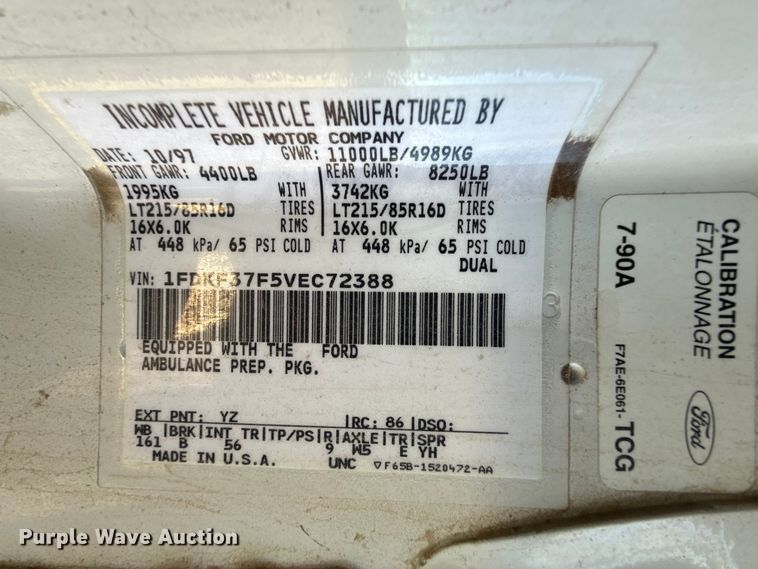 INCOMPLETE VEHICLE MANUFACTURED BY
FORD MOTOR COMPANY
DATE: 10/97 GVWR: 11000LB/4989KG
FRONT GAWR: 4400LB REAR GAWR: 8250LB
1995KG WITH 3742KG WITH
LT215/85R16D TIRES LT215/85R16D TIRES
16X6.0K RIMS 16X6.0K RIMS
AT 448 kPa/ 65 PSI COLD AT 448 kPa/ 65 PSI COLD
DUAL
VIN: 1FDKF37F5VEC72388
EQUIPPED WITH THE FORD
AMBULANCE PREP. PKG.
EXT PNT: YZ RC: 86 DSO:
WB BRK INT TR TP/PS R AXLE TR SPR
161 B 56 9 W5 E YH
MADE IN U.S.A. UNC F65B-1520472-AA
CALIBRATION
ÉTALONNAGE
7-90A
F7AE-6E061- TCG
Ford
3
Purple Wave Auction